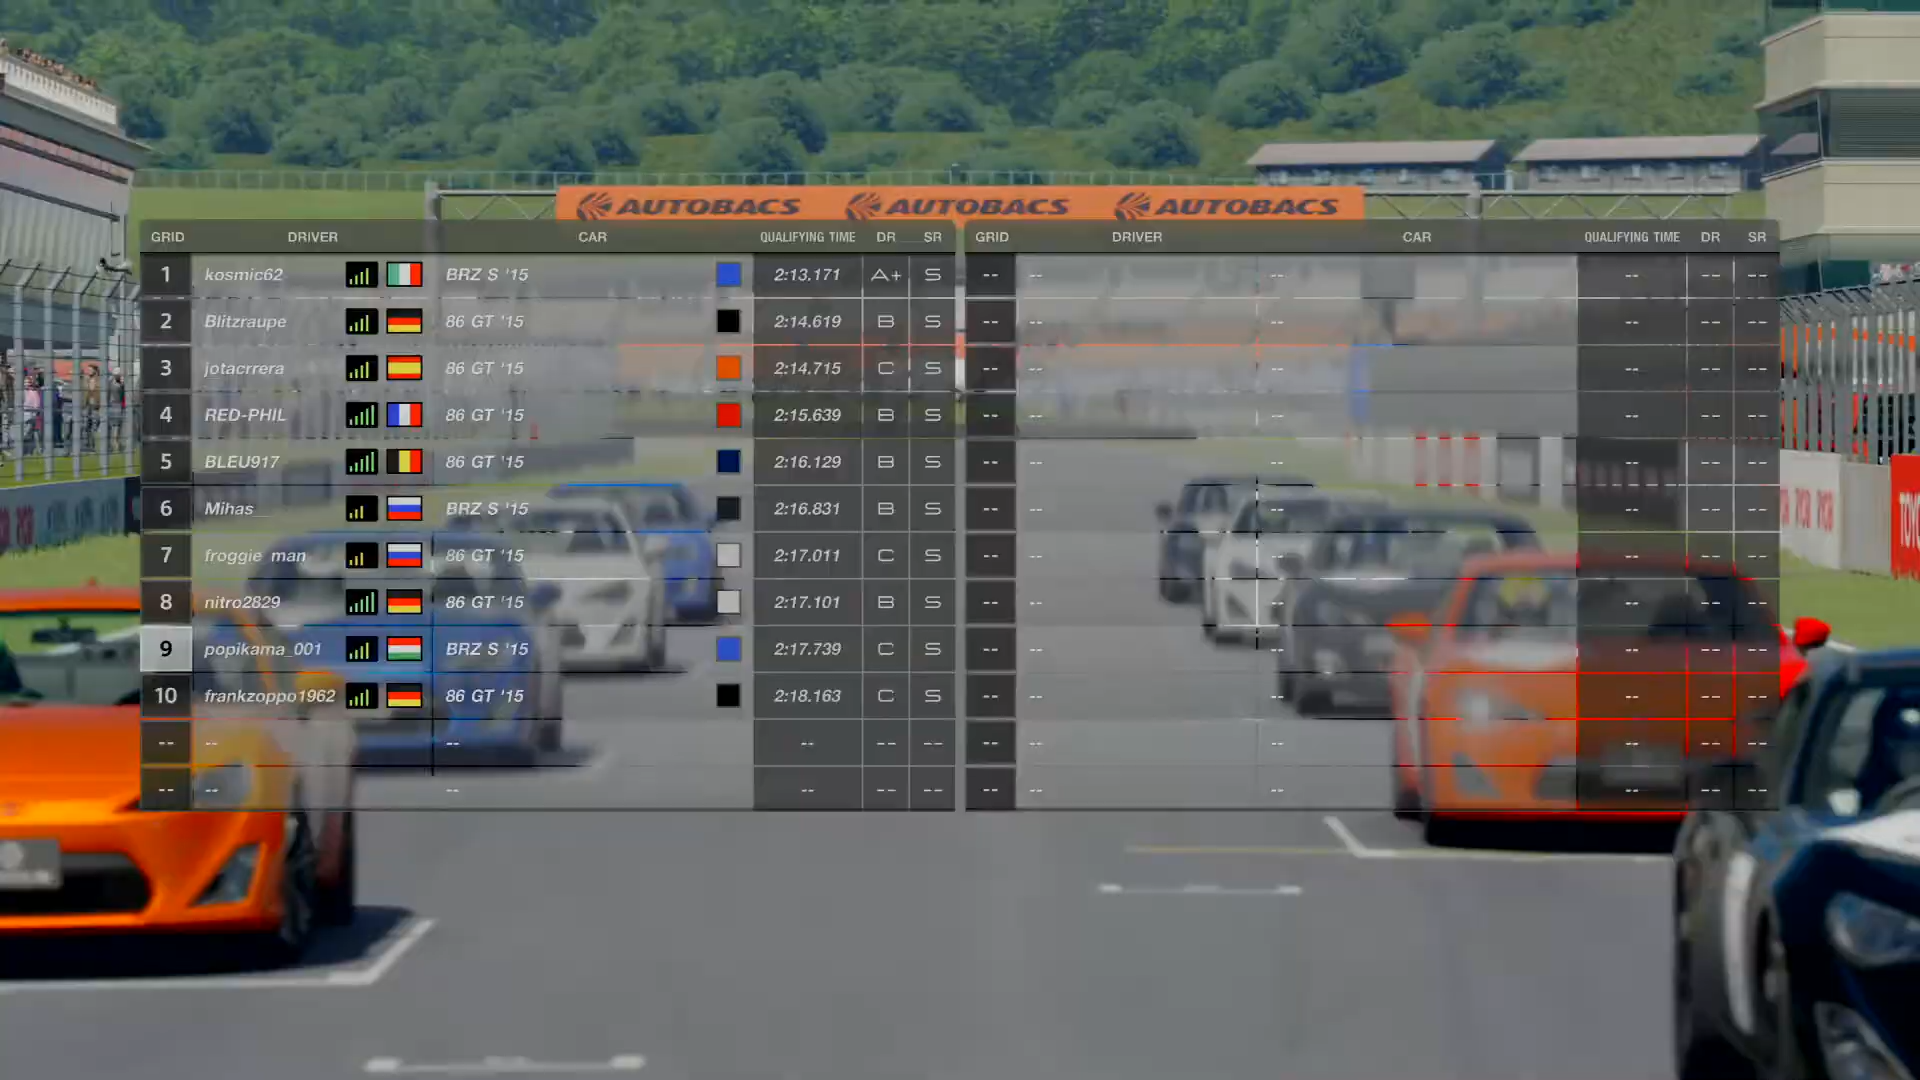 AUTOBACS AUTOBACS AUTOBACS
GRID DRIVER CAR QUALIFYING TIME DR SR GRID DRIVER CAR QUALIFYING TIME DR SR
1 kosmic62 BRZ S '15 2:13.171 A+ S -- -- -- -- -- --
2 Blitzraupe 86 GT '15 2:14.619 B S -- -- -- -- -- --
3 jotacrrera 86 GT '15 2:14.715 C S -- -- -- -- -- --
4 RED-PHIL 86 GT '15 2:15.639 B S -- -- -- -- -- --
5 BLEU917 86 GT '15 2:16.129 B S -- -- -- -- -- --
6 Mihas__ BRZ S '15 2:16.831 B S -- -- -- -- -- --
7 froggie_man 86 GT '15 2:17.011 C S -- -- -- -- -- --
8 nitro2829 86 GT '15 2:17.101 B S -- -- -- -- -- --
9 popikama_001 BRZ S '15 2:17.739 C S -- -- -- -- -- --
10 frankzoppo1962 86 GT '15 2:18.163 C S -- -- -- -- -- --
-- -- -- -- -- -- -- -- -- -- -- --
-- -- -- -- -- -- -- -- -- -- -- --